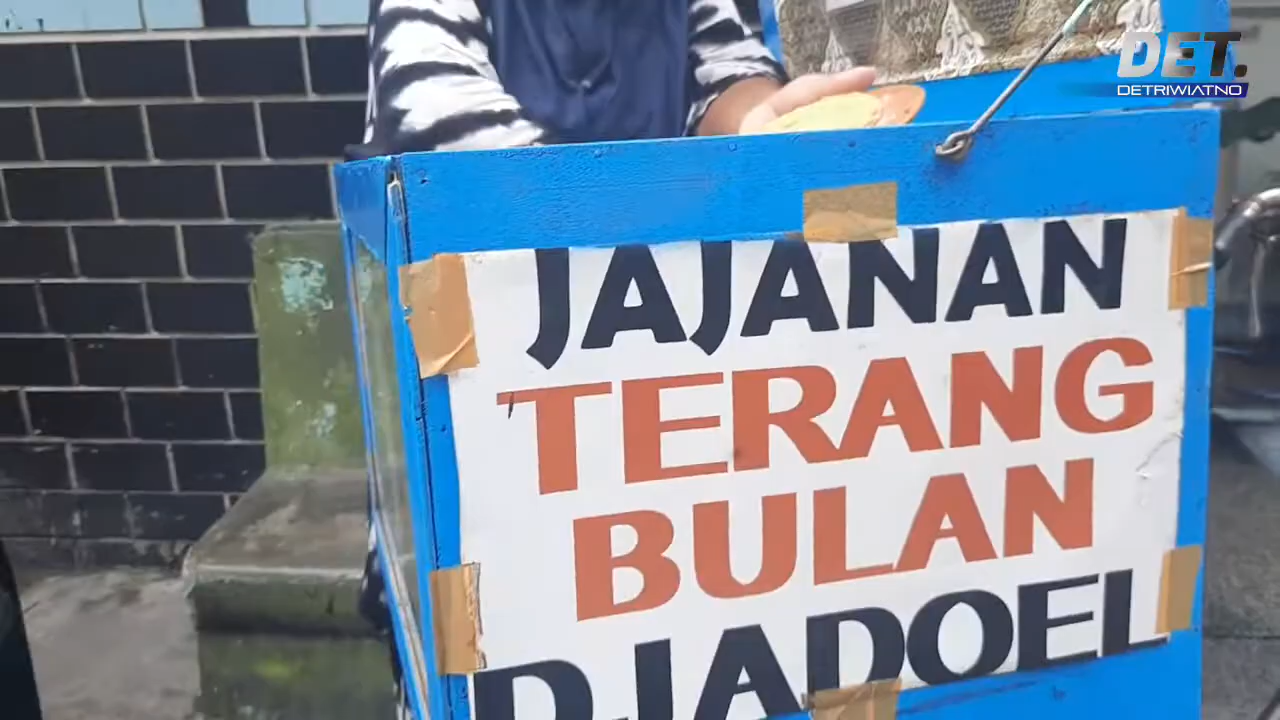 DET.
DETRIWIATNO
JAJANAN
TERANG
BULAN
DJADOEL